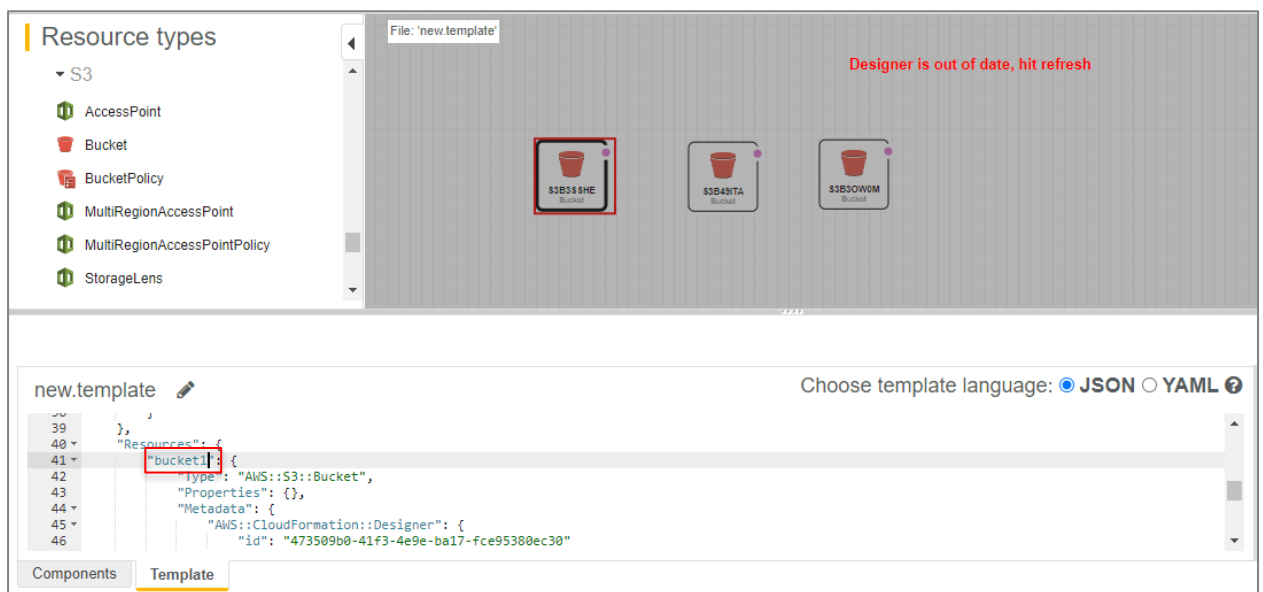 Resource types
S3
AccessPoint
Bucket
BucketPolicy
MultiRegionAccessPoint
MultiRegionAccessPointPolicy
StorageLens
File: 'new.template'
Designer is out of date, hit refresh
S3B3SSHE
Bucket
S3B49ITA
Bucket
S3B3OW0M
Bucket
new.template
Choose template language: JSON YAML
39 },
40 "Resources": {
41 "bucket1": {
42 "Type": "AWS::S3::Bucket",
43 "Properties": {},
44 "Metadata": {
45 "AWS::CloudFormation::Designer": {
46 "id": "473509b0-41f3-4e9e-ba17-fce95380ec30"
Components Template